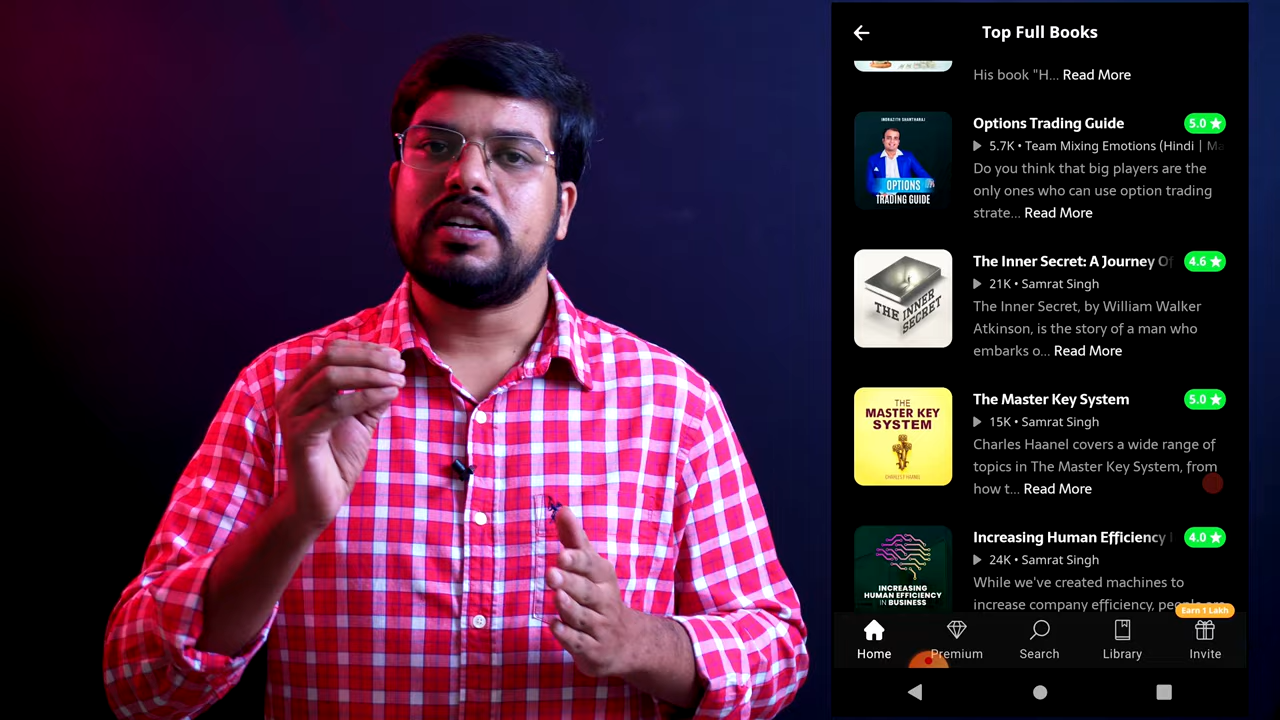 Top Full Books
His book "H... Read More
INDRAZITH SHANTHARAJ
OPTIONS
TRADING GUIDE
Options Trading Guide
5.0 ★
5.7K • Team Mixing Emotions (Hindi | Ma
Do you think that big players are the
only ones who can use option trading
strate... Read More
THE INNER
SECRET
The Inner Secret: A Journey Of
4.6 ★
21K • Samrat Singh
The Inner Secret, by William Walker
Atkinson, is the story of a man who
embarks o... Read More
THE
MASTER KEY
SYSTEM
CHARLES F HAANEL
The Master Key System
5.0 ★
15K • Samrat Singh
Charles Haanel covers a wide range of
topics in The Master Key System, from
how t... Read More
INCREASING
HUMAN EFFICIENCY
IN BUSINESS
Increasing Human Efficiency
4.0 ★
24K • Samrat Singh
While we've created machines to
increase company efficiency,
Earn 1 Lakh
Home
Premium
Search
Library
Invite